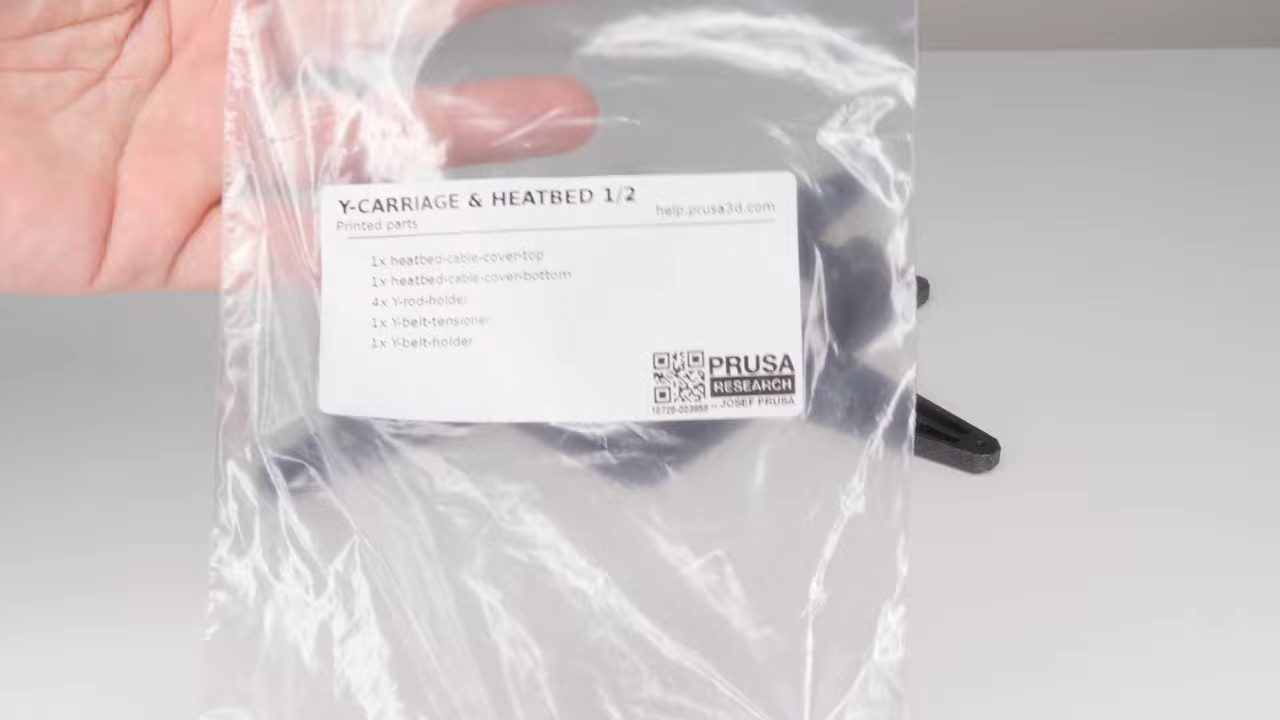 Y-CARRIAGE & HEATBED 1/2
help.prusa3d.com
Printed parts
1x heatbed-cable-cover-top
1x heatbed-cable-cover-bottom
4x Y-rod-holder
1x Y-belt-tensioner
1x Y-belt-holder
PRUSA
RESEARCH
JOSEF PRUSA